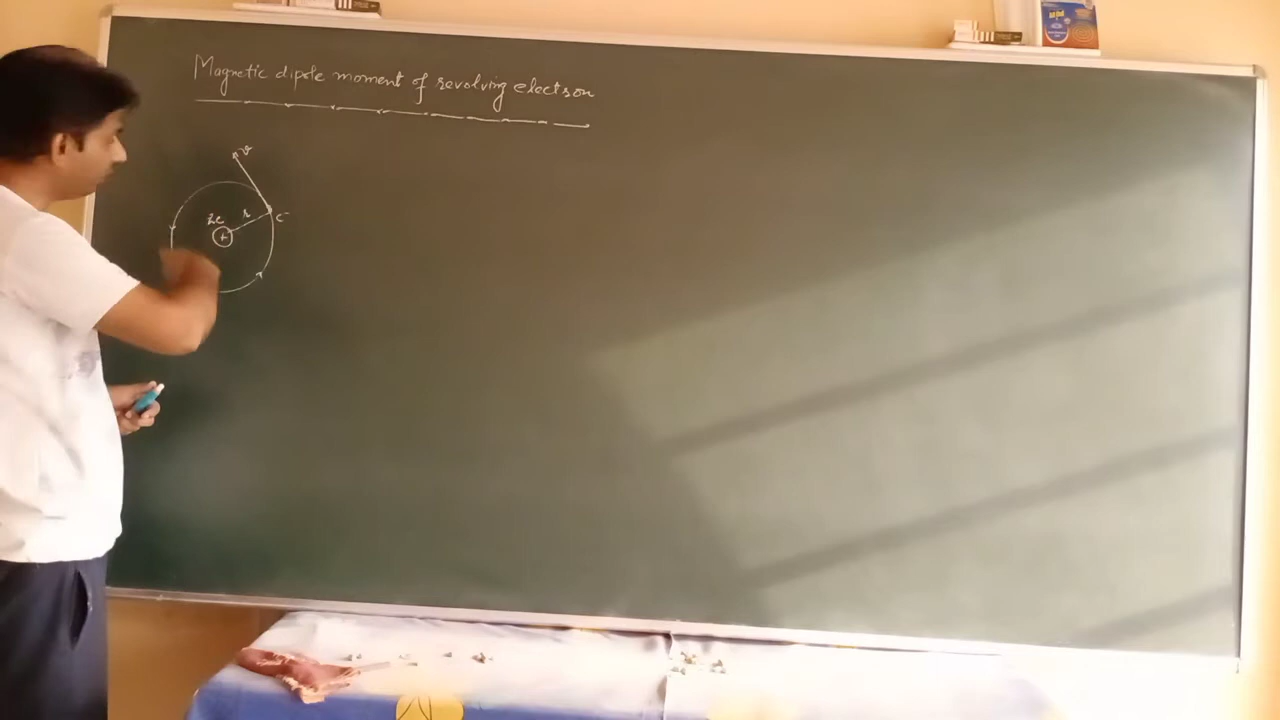 Magnetic dipole moment of revolving electron
v
ze
r
e-
+